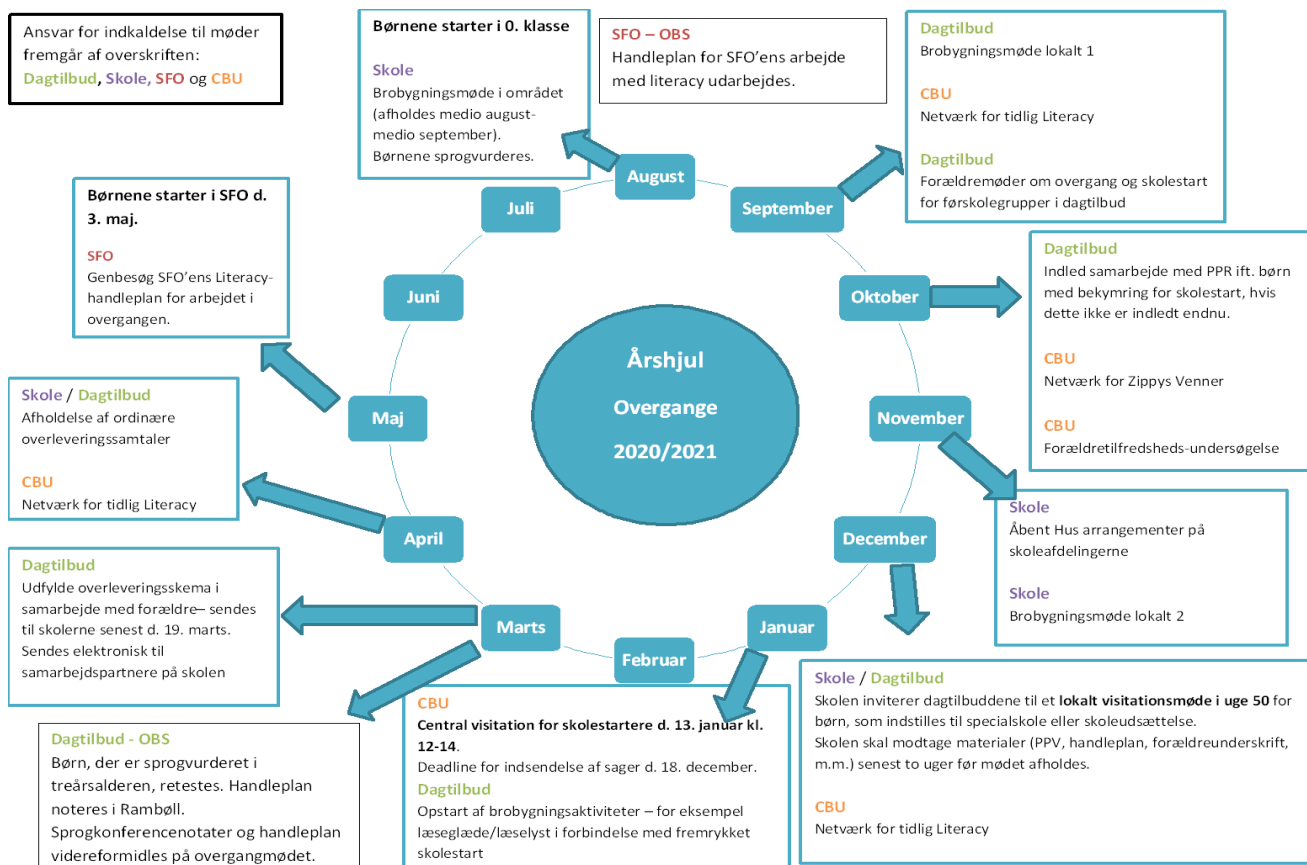 Ansvar for indkaldelse til møder
fremgår af overskriften:
Dagtilbud, Skole, SFO og CBU
Børnene starter i 0. klasse
Skole
Brobygningsmøde i området
(afholdes medio august-
medio september).
Børnene sprogvurderes.
SFO – OBS
Handleplan for SFO'ens arbejde
med literacy udarbejdes.
Dagtilbud
Brobygningsmøde lokalt 1
CBU
Netværk for tidlig Literacy
Dagtilbud
Forældremøder om overgang og skolestart
for førskolegrupper i dagtilbud
Børnene starter i SFO d.
3. maj.
SFO
Genbesøg SFO'ens Literacy-
handleplan for arbejdet i
overgangen.
August
September
Oktober
November
December
Januar
Februar
Marts
April
Maj
Juni
Juli
Årshjul
Overgange
2020/2021
Dagtilbud
Indled samarbejde med PPR ift. børn
med bekymring for skolestart, hvis
dette ikke er indledt endnu.
CBU
Netværk for Zippys Venner
CBU
Forældretilfredsheds-undersøgelse
Skole / Dagtilbud
Afholdelse af ordinære
overleveringssamtaler
CBU
Netværk for tidlig Literacy
Skole
Åbent Hus arrangementer på
skoleafdelingerne
Skole
Brobygningsmøde lokalt 2
Dagtilbud
Udfylde overleveringsskema i
samarbejde med forældre– sendes
til skolerne senest d. 19. marts.
Sendes elektronisk til
samarbejdspartnere på skolen
Dagtilbud - OBS
Børn, der er sprogvurderet i
treårsalderen, retestes. Handleplan
noteres i Rambøll.
Sprogkonferencenotater og handleplan
videreformidles på overgangmødet.
CBU
Central visitation for skolestartere d. 13. januar kl.
12-14.
Deadline for indsendelse af sager d. 18. december.
Dagtilbud
Opstart af brobygningsaktiviteter – for eksempel
læseglæde/læselyst i forbindelse med fremrykket
skolestart
Skole / Dagtilbud
Skolen inviterer dagtilbuddene til et lokalt visitationsmøde i uge 50 for
børn, som indstilles til specialskole eller skoleudsættelse.
Skolen skal modtage materialer (PPV, handleplan, forældreunderskrift,
m.m.) senest to uger før mødet afholdes.
CBU
Netværk for tidlig Literacy